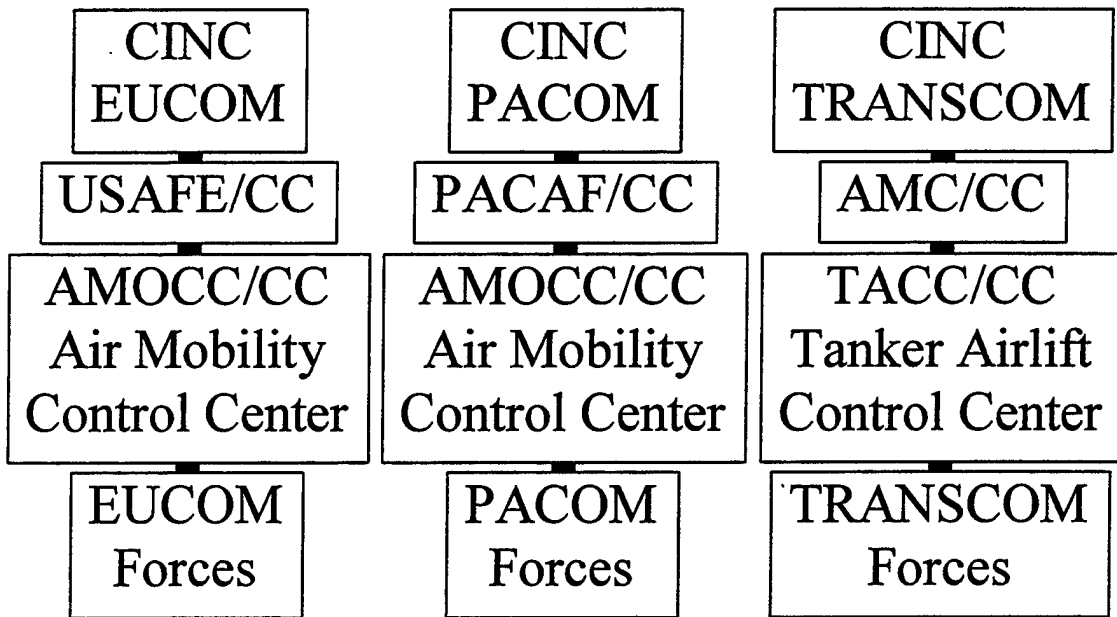 CINC
EUCOM
USAFE/CC
AMOCC/CC
Air Mobility
Control Center
EUCOM
Forces
CINC
PACOM
PACAF/CC
AMOCC/CC
Air Mobility
Control Center
PACOM
Forces
CINC
TRANSCOM
AMC/CC
TACC/CC
Tanker Airlift
Control Center
TRANSCOM
Forces